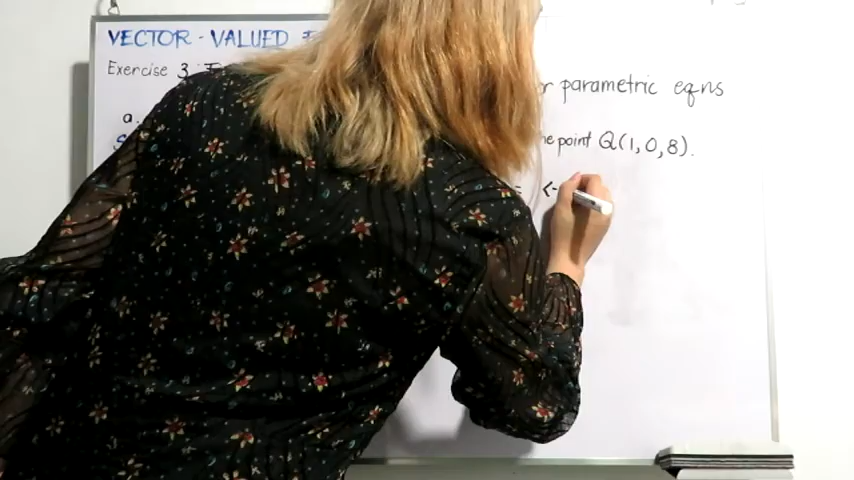 VECTOR - VALUED
Exercise 3:
parametric eqns
a.
point Q(1, 0, 8).
= <-